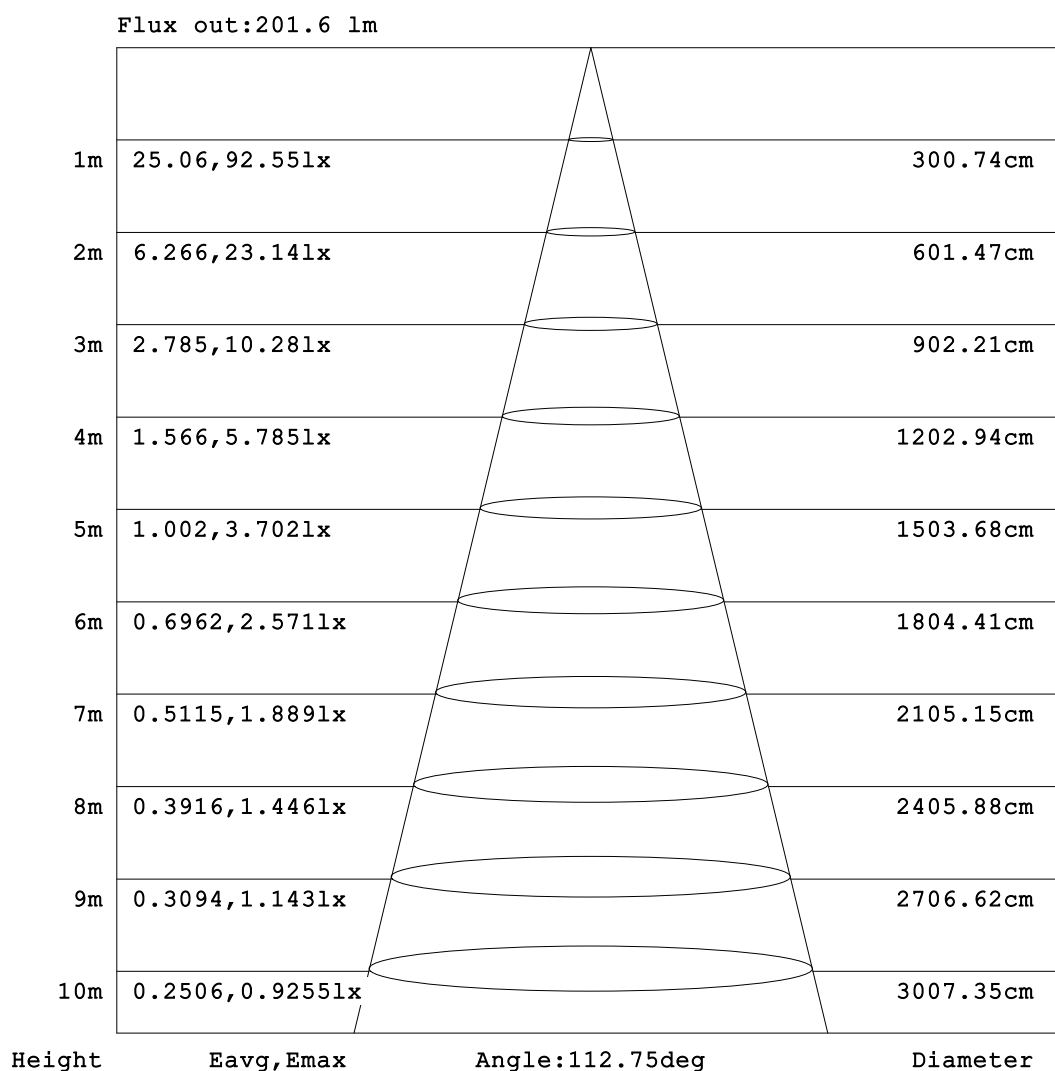 Flux out:201.6 lm
1m 25.06,92.55lx 300.74cm
2m 6.266,23.14lx 601.47cm
3m 2.785,10.28lx 902.21cm
4m 1.566,5.785lx 1202.94cm
5m 1.002,3.702lx 1503.68cm
6m 0.6962,2.571lx 1804.41cm
7m 0.5115,1.889lx 2105.15cm
8m 0.3916,1.446lx 2405.88cm
9m 0.3094,1.143lx 2706.62cm
10m 0.2506,0.9255lx 3007.35cm
Height Eavg,Emax Angle:112.75deg Diameter